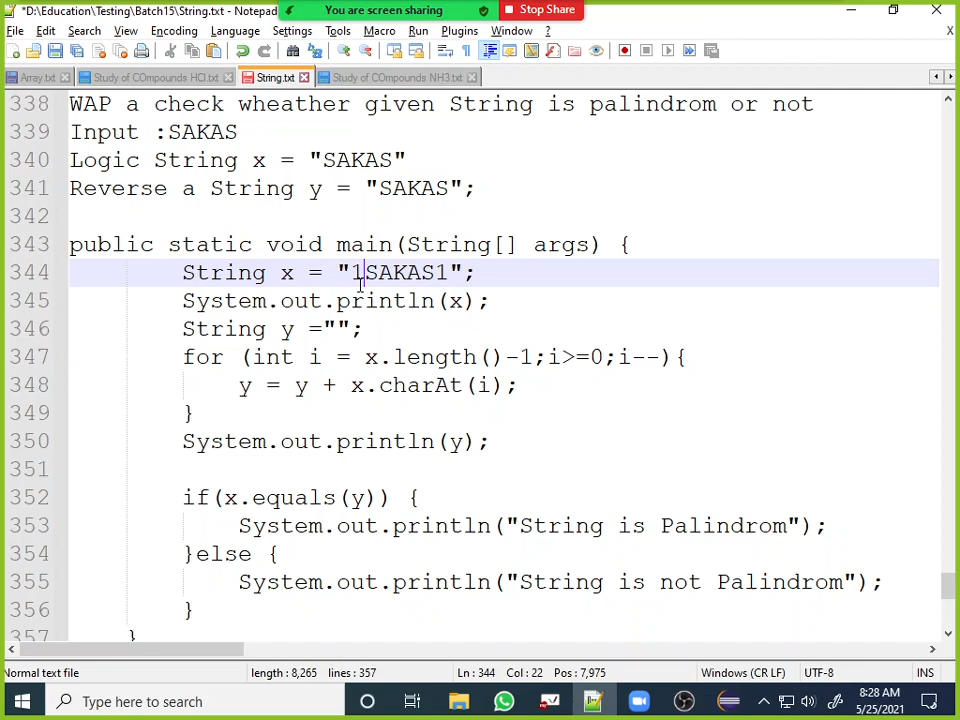 *D:\Education\Testing\Batch15\String.txt - Notepad
You are screen sharing
Stop Share
File Edit Search View Encoding Language Settings Tools Macro Run Plugins Window ? X
Array.txt Study of COmpounds HCl.txt String.txt Study of COmpounds NH3.txt
338 WAP a check wheather given String is palindrom or not
339 Input :SAKAS
340 Logic String x = "SAKAS"
341 Reverse a String y = "SAKAS";
342
343 public static void main(String[] args) {
344 String x = "1SAKAS1";
345 System.out.println(x);
346 String y ="";
347 for (int i = x.length()-1;i>=0;i--){
348 y = y + x.charAt(i);
349 }
350 System.out.println(y);
351
352 if(x.equals(y)) {
353 System.out.println("String is Palindrom");
354 }else {
355 System.out.println("String is not Palindrom");
356 }
357 }
Normal text file length : 8,265 lines : 357 Ln : 344 Col : 22 Pos : 7,975 Windows (CR LF) UTF-8 INS
Type here to search
8:28 AM
5/25/2021